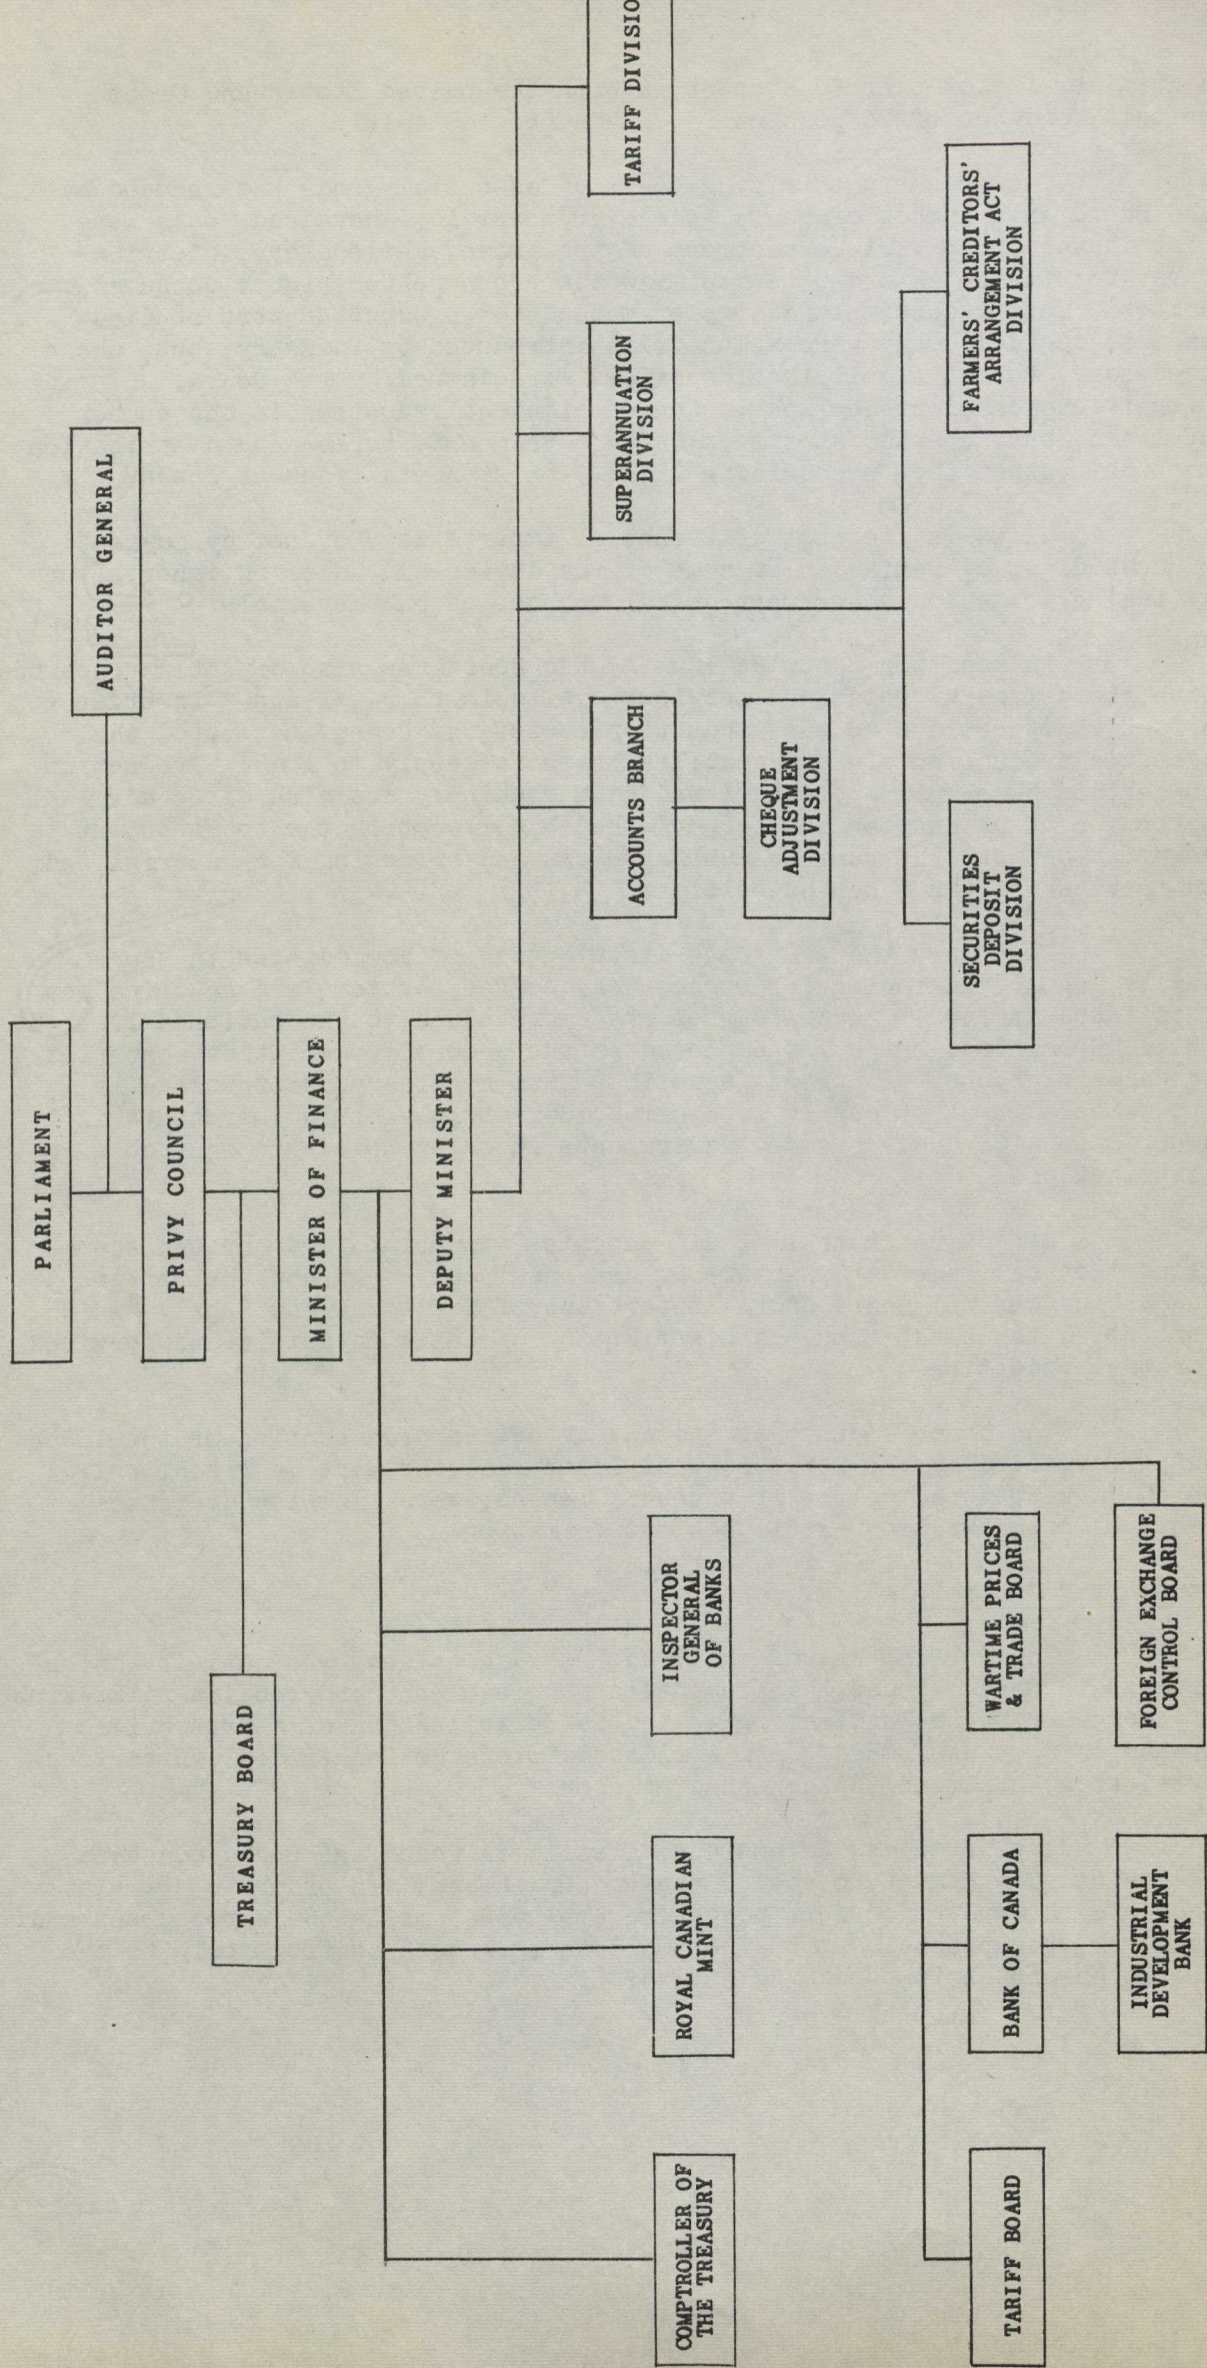 PARLIAMENT
AUDITOR GENERAL
PRIVY COUNCIL
TREASURY BOARD
MINISTER OF FINANCE
DEPUTY MINISTER
COMPTROLLER OF
THE TREASURY
ROYAL CANADIAN
MINT
INSPECTOR
GENERAL
OF BANKS
TARIFF BOARD
BANK OF CANADA
WARTIME PRICES
& TRADE BOARD
INDUSTRIAL
DEVELOPMENT
BANK
FOREIGN EXCHANGE
CONTROL BOARD
ACCOUNTS BRANCH
SUPERANNUATION
DIVISION
TARIFF DIVISIO
CHEQUE
ADJUSTMENT
DIVISION
SECURITIES
DEPOSIT
DIVISION
FARMERS' CREDITORS'
ARRANGEMENT ACT
DIVISION